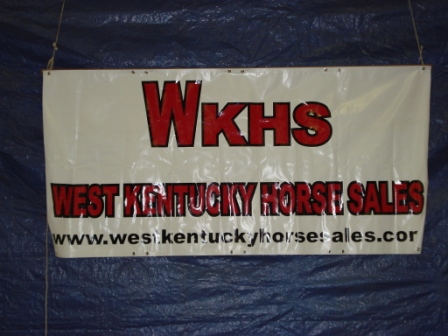 WKHS
WEST KENTUCKY HORSE SALES
www.westkentuckyhorsesales.cor